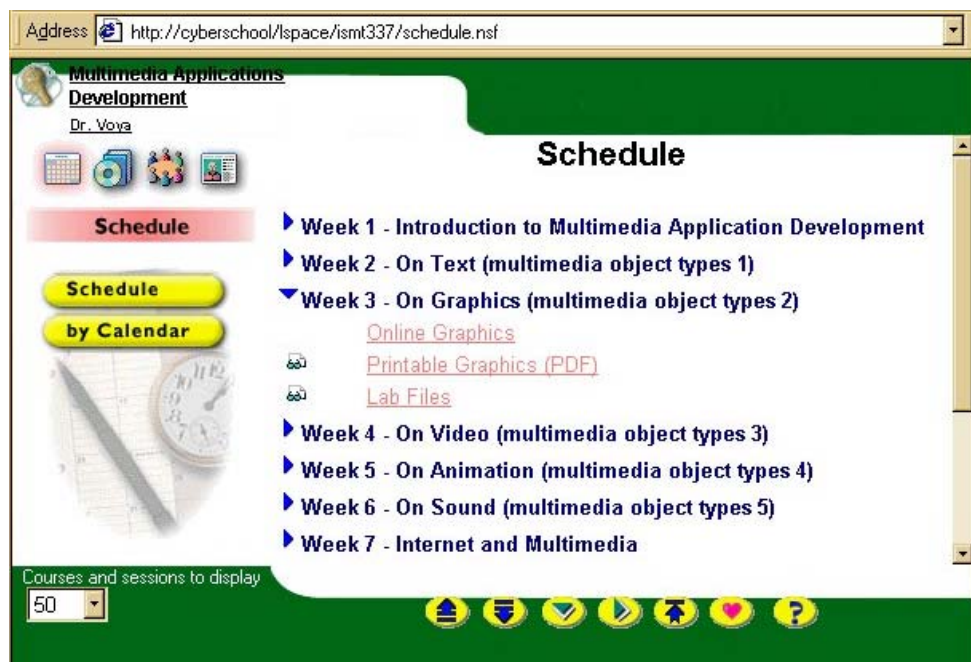 Address http://cyberschool/lspace/ismt337/schedule.nsf
Multimedia Applications
Development
Dr. Voya
Schedule
Schedule
by Calendar
Schedule
Week 1 - Introduction to Multimedia Application Development
Week 2 - On Text (multimedia object types 1)
Week 3 - On Graphics (multimedia object types 2)
Online Graphics
Printable Graphics (PDF)
Lab Files
Week 4 - On Video (multimedia object types 3)
Week 5 - On Animation (multimedia object types 4)
Week 6 - On Sound (multimedia object types 5)
Week 7 - Internet and Multimedia
Courses and sessions to display
50
?